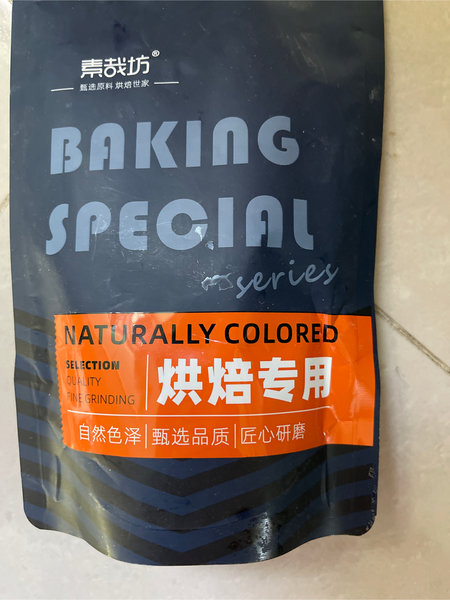 素哉坊®
甄选原料 烘焙世家
BAKING
SPECIAL
series
NATURALLY COLORED
SELECTION
QUALITY
FINE GRINDING
烘焙专用
自然色泽|甄选品质|匠心研磨